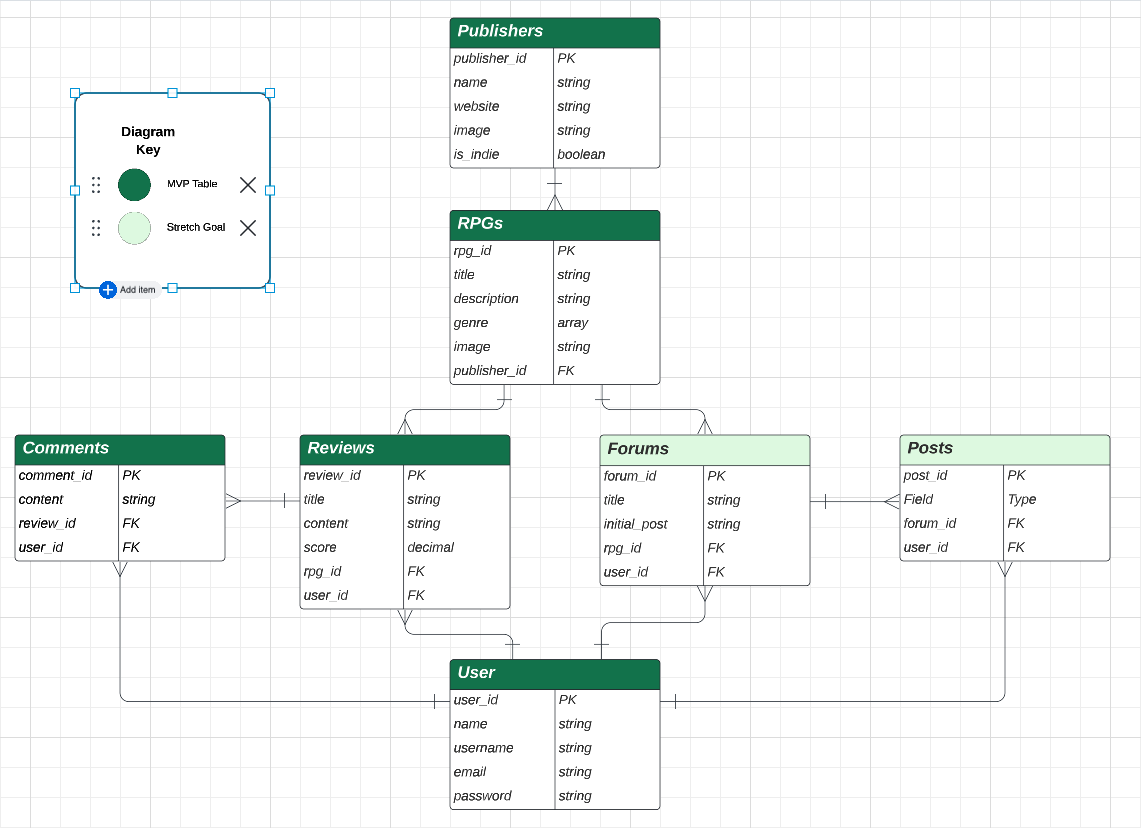 Publishers
publisher_id PK
name string
website string
image string
is_indie boolean
Diagram
Key
MVP Table
Stretch Goal
Add item
RPGs
rpg_id PK
title string
description string
genre array
image string
publisher_id FK
Comments
comment_id PK
content string
review_id FK
user_id FK
Reviews
review_id PK
title string
content string
score decimal
rpg_id FK
user_id FK
Forums
forum_id PK
title string
initial_post string
rpg_id FK
user_id FK
Posts
post_id PK
Field Type
forum_id FK
user_id FK
User
user_id PK
name string
username string
email string
password string